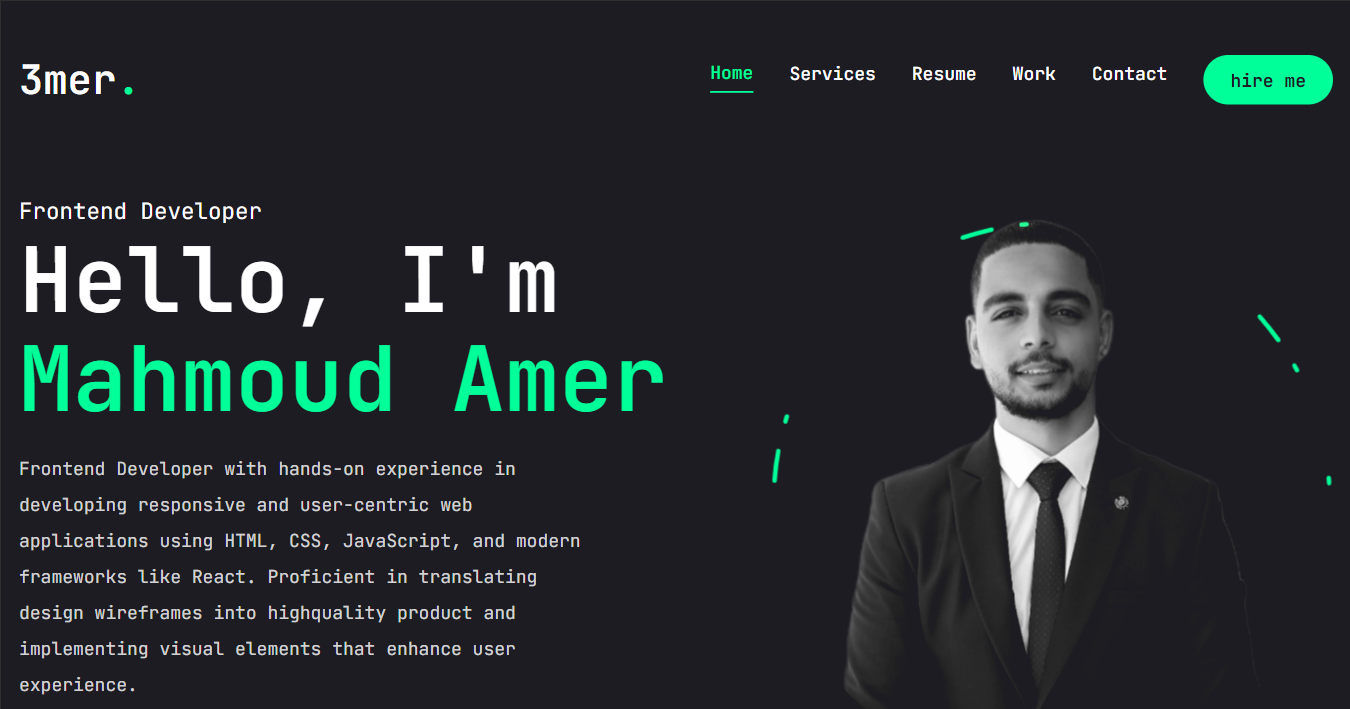 3mer.
Home Services Resume Work Contact hire me
Frontend Developer
Hello, I'm
Mahmoud Amer
Frontend Developer with hands-on experience in
developing responsive and user-centric web
applications using HTML, CSS, JavaScript, and modern
frameworks like React. Proficient in translating
design wireframes into highquality product and
implementing visual elements that enhance user
experience.